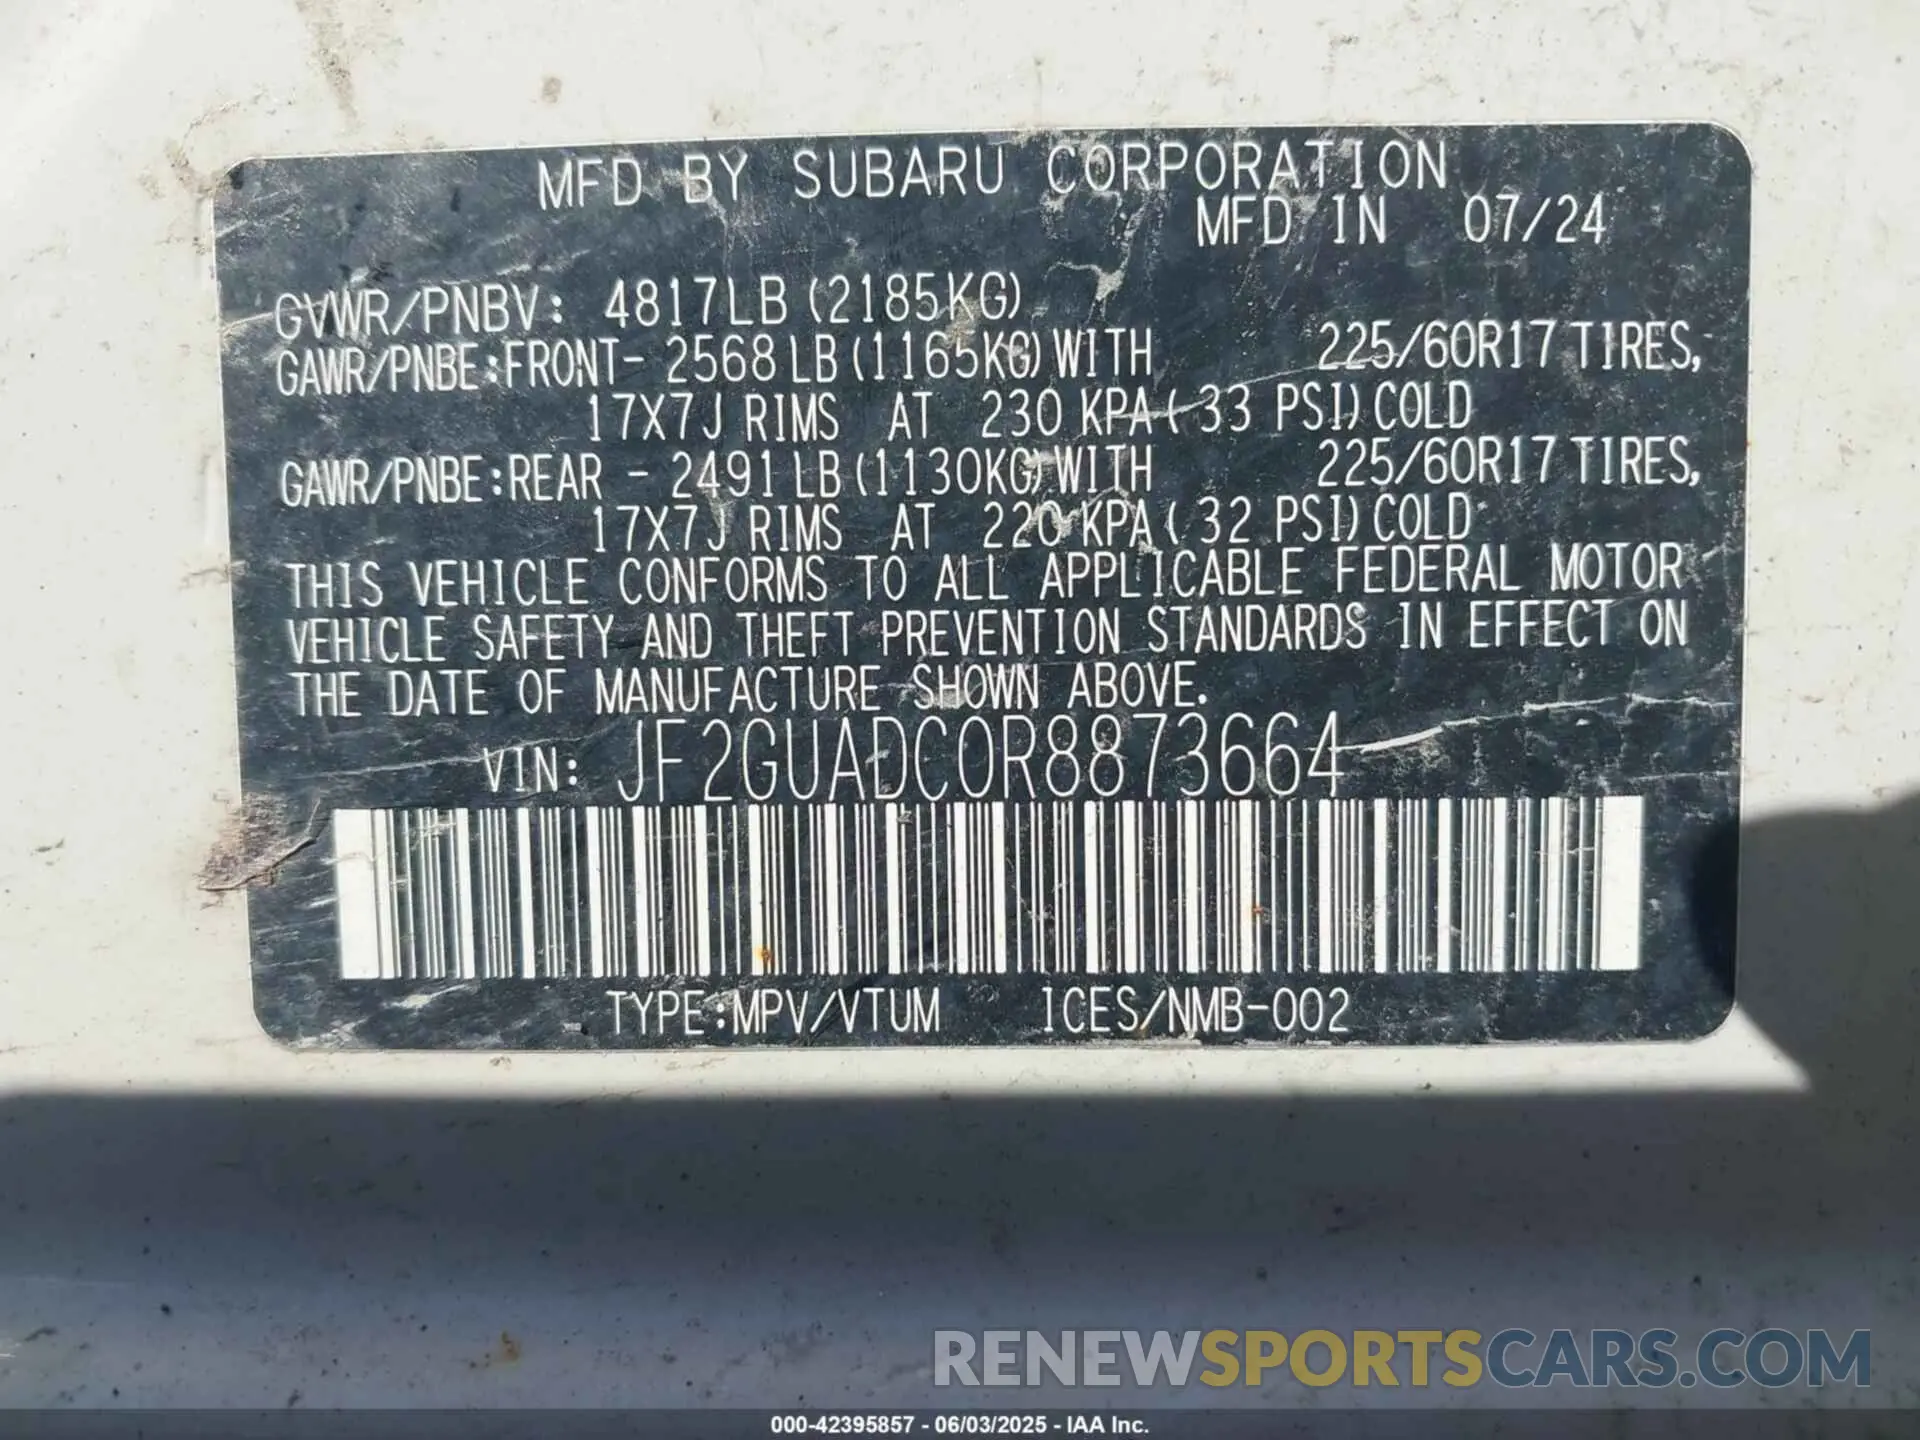 MFD BY SUBARU CORPORATION
MFD IN 07/24
GVWR/PNBV: 4817LB (2185KG)
GAWR/PNBE:FRONT- 2568LB (1165KG) WITH 225/60R17 TIRES,
17X7J RIMS AT 230 KPA ( 33 PSI) COLD
GAWR/PNBE:REAR - 2491LB (1130KG) WITH 225/60R17 TIRES,
17X7J RIMS AT 220 KPA ( 32 PSI) COLD
THIS VEHICLE CONFORMS TO ALL APPLICABLE FEDERAL MOTOR
VEHICLE SAFETY AND THEFT PREVENTION STANDARDS IN EFFECT ON
THE DATE OF MANUFACTURE SHOWN ABOVE.
VIN: JF2GUADC0R8873664
TYPE:MPV/VTUM ICES/NMB-002
RENEWSPORTSCARS.COM
000-42395857 - 06/03/2025 - IAA Inc.